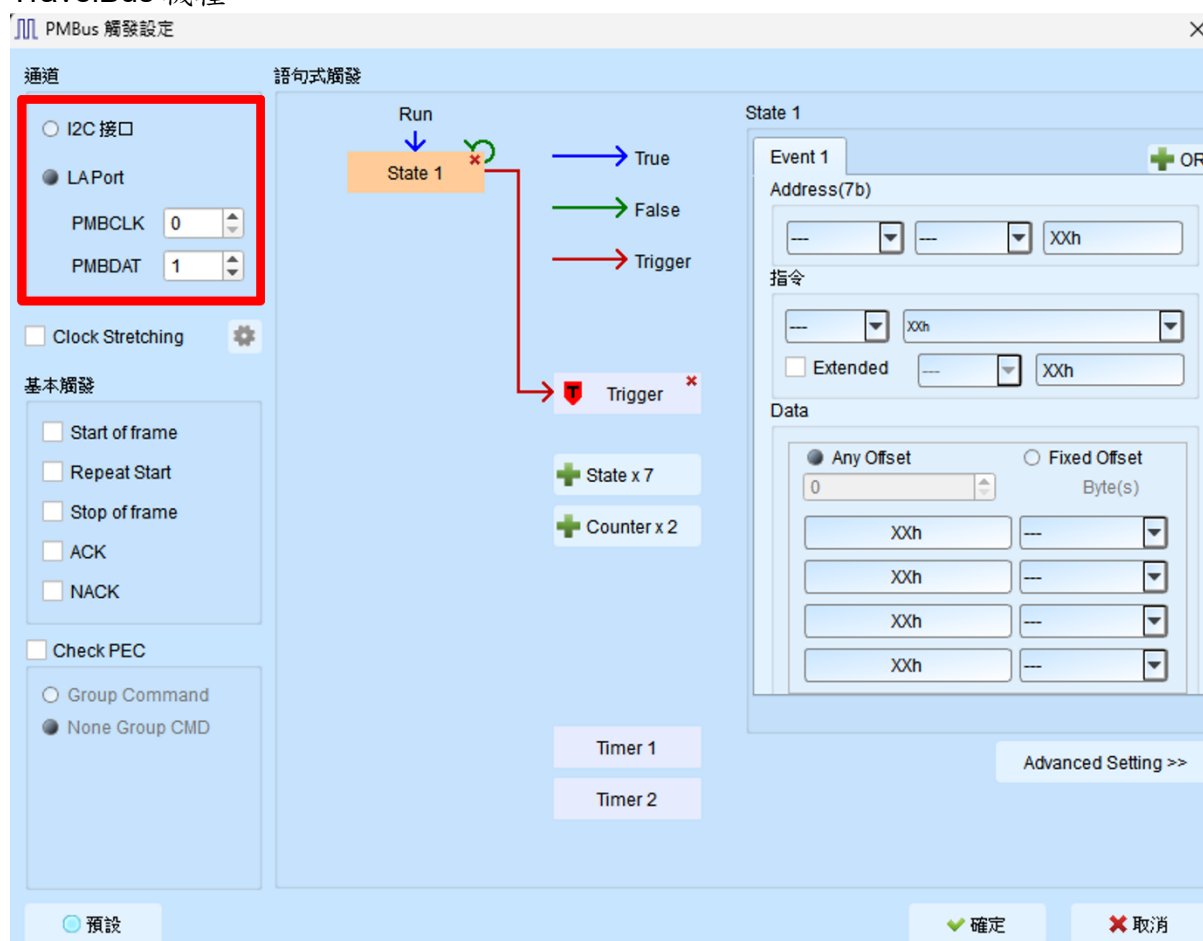 TravelBus 機種
PMBus 觸發設定
通道
I2C 接口
LA Port
PMBCLK 0
PMBDAT 1
Clock Stretching
基本觸發
Start of frame
Repeat Start
Stop of frame
ACK
NACK
Check PEC
Group Command
None Group CMD
預設
語句式觸發
Run
State 1
True
False
Trigger
T Trigger
State x 7
Counter x 2
Timer 1
Timer 2
State 1
Event 1
OR
Address(7b)
--- --- XXh
指令
--- XXh
Extended --- XXh
Data
Any Offset Fixed Offset
0 Byte(s)
XXh ---
XXh ---
XXh ---
XXh ---
Advanced Setting >>
確定 取消